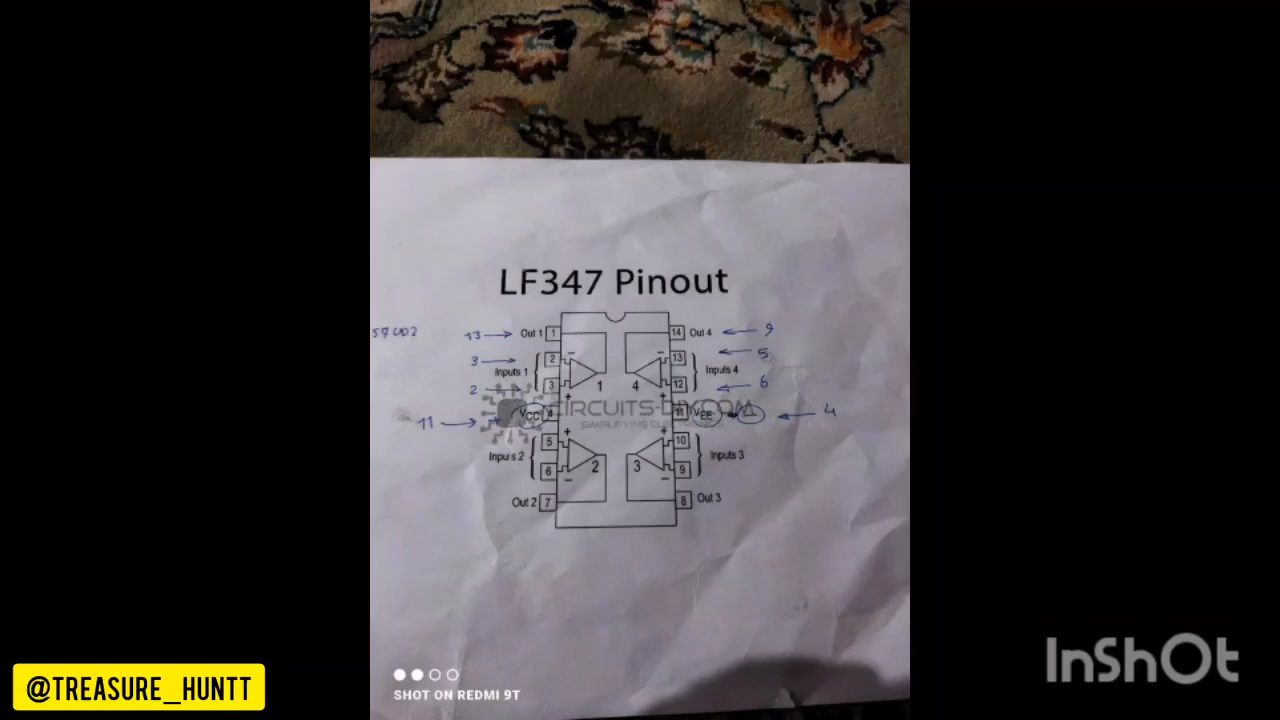 LF347 Pinout
13 → Out 1 1 14 Out 4 ← 9
3 → 2 13 ← 5
Inputs 1 Inputs 4
2 → 3 12 ← 6
1 4
CIRCUITS-DIY.COM
11 → + VCC 4 11 VEE ← 4
SIMPLIFYING ELECTRONICS
5 10
Inputs 2 Inputs 3
2 3
6 9
Out 2 7 8 Out 3
SHOT ON REDMI 9T
@TREASURE_HUNTT
InShOt